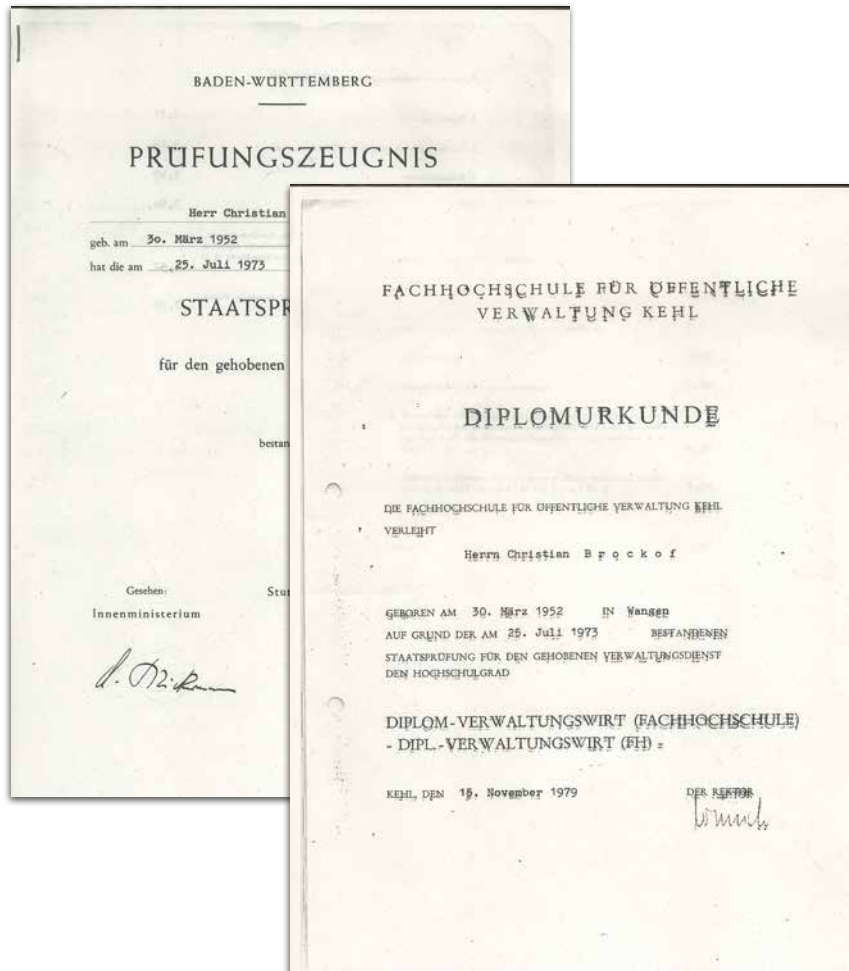 BADEN-WÜRTTEMBERG
PRÜFUNGSZEUGNIS
Herr Christian
geb. am 30. März 1952
hat die am 25. Juli 1973
STAATSPR
für den gehobenen
bestan
Gesehen:
Stu
Innenministerium
FACHHOCHSCHULE FÜR ÖFFENTLICHE
VERWALTUNG KEHL
DIPLOMURKUNDE
DIE FACHHOCHSCHULE FÜR ÖFFENTLICHE VERWALTUNG KEHL
VERLEIHT
Herrn Christian B r o c k o f
GEBOREN AM 30. März 1952 IN Wangen
AUF GRUND DER AM 25. Juli 1973 BESTANDENEN
STAATSPRÜFUNG FÜR DEN GEHOBENEN VERWALTUNGSDIENST
DEN HOCHSCHULGRAD
DIPLOM-VERWALTUNGSWIRT (FACHHOCHSCHULE)
- DIPL.-VERWALTUNGSWIRT (FH) -
KEHL, DEN 15. November 1979 DER REKTOR